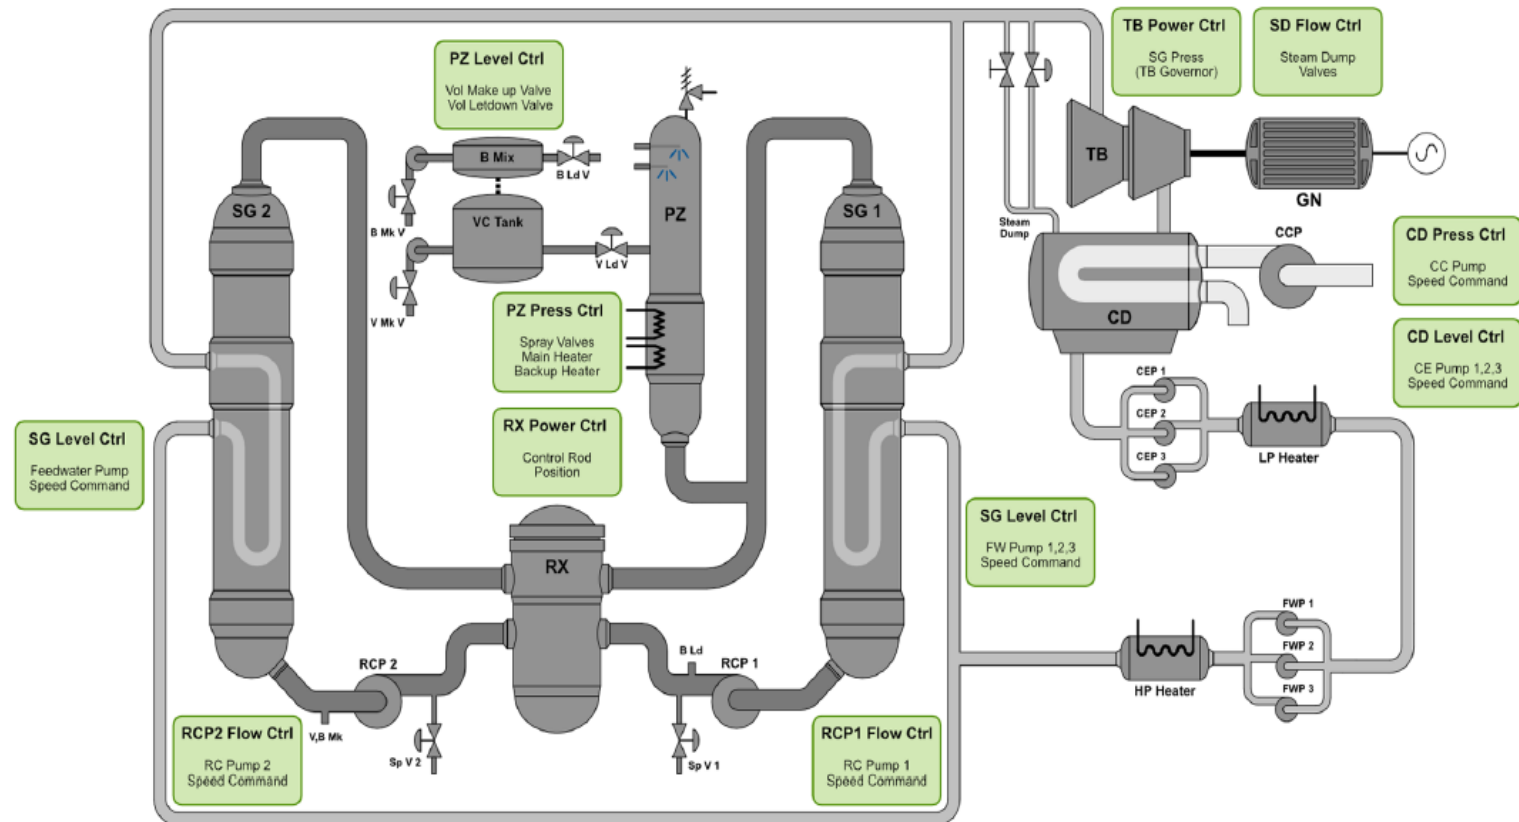 TB Power Ctrl
SG Press
(TB Governor)
SD Flow Ctrl
Steam Dump
Valves
PZ Level Ctrl
Vol Make up Valve
Vol Letdown Valve
B Mix
B Ld V
B Mk V
VC Tank
V Ld V
V Mk V
PZ
SG 2
SG 1
TB
GN
Steam
Dump
CCP
CD
CD Press Ctrl
CC Pump
Speed Command
PZ Press Ctrl
Spray Valves
Main Heater
Backup Heater
CD Level Ctrl
CE Pump 1,2,3
Speed Command
CEP 1
CEP 2
CEP 3
LP Heater
RX Power Ctrl
Control Rod
Position
SG Level Ctrl
Feedwater Pump
Speed Command
SG Level Ctrl
FW Pump 1,2,3
Speed Command
RX
FWP 1
FWP 2
FWP 3
HP Heater
RCP 2
B Ld
RCP 1
V,B Mk
RCP2 Flow Ctrl
RC Pump 2
Speed Command
Sp V 2
Sp V 1
RCP1 Flow Ctrl
RC Pump 1
Speed Command